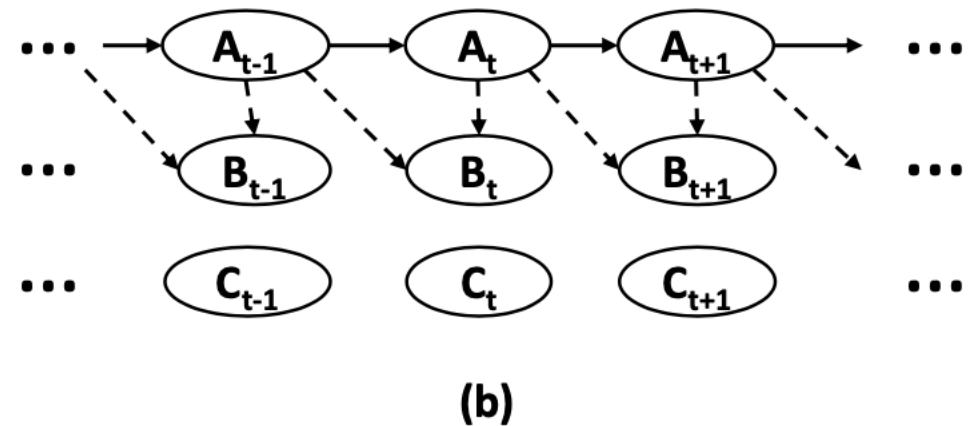 ... A_{t-1} A_t A_{t+1} ...
... B_{t-1} B_t B_{t+1} ...
... C_{t-1} C_t C_{t+1} ...
(b)